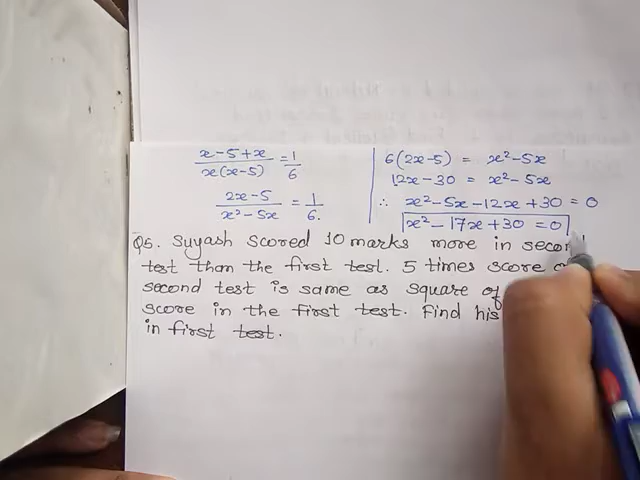 x-5+x / x(x-5) = 1/6
2x-5 / x²-5x = 1/6.
6(2x-5) = x²-5x
12x-30 = x²-5x
∴ x²-5x-12x+30 = 0
x²-17x+30 = 0
Q5. Suyash scored 10 marks more in second
test than the first test. 5 times score
second test is same as square of
score in the first test. Find his
in first test.